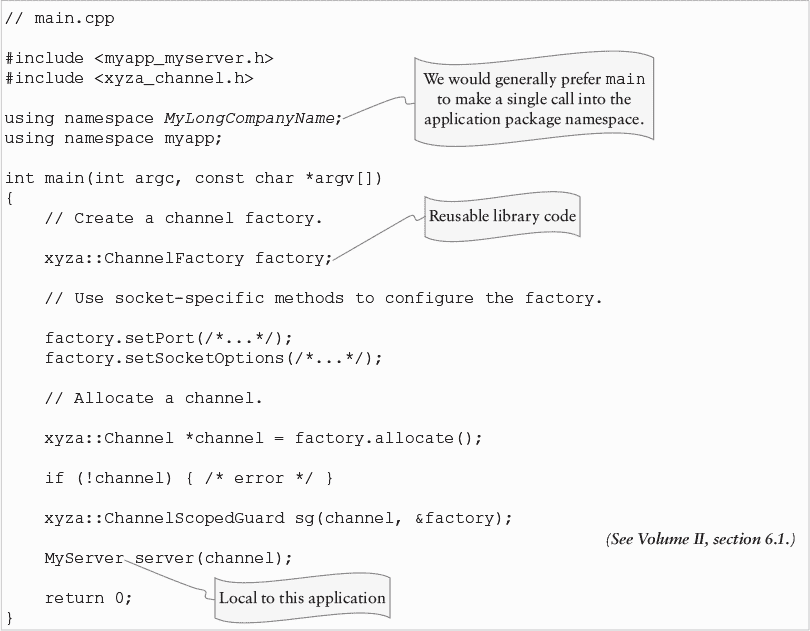 // main.cpp
#include <myapp_myserver.h>
#include <xyza_channel.h>
We would generally prefer main
to make a single call into the
application package namespace.
using namespace MyLongCompanyName;
using namespace myapp;
int main(int argc, const char *argv[])
{
// Create a channel factory.
Reusable library code
xyza::ChannelFactory factory;
// Use socket-specific methods to configure the factory.
factory.setPort(/*...*/);
factory.setSocketOptions(/*...*/);
// Allocate a channel.
xyza::Channel *channel = factory.allocate();
if (!channel) { /* error */ }
xyza::ChannelScopedGuard sg(channel, &factory);
(See Volume II, section 6.1.)
MyServer server(channel);
Local to this application
return 0;
}